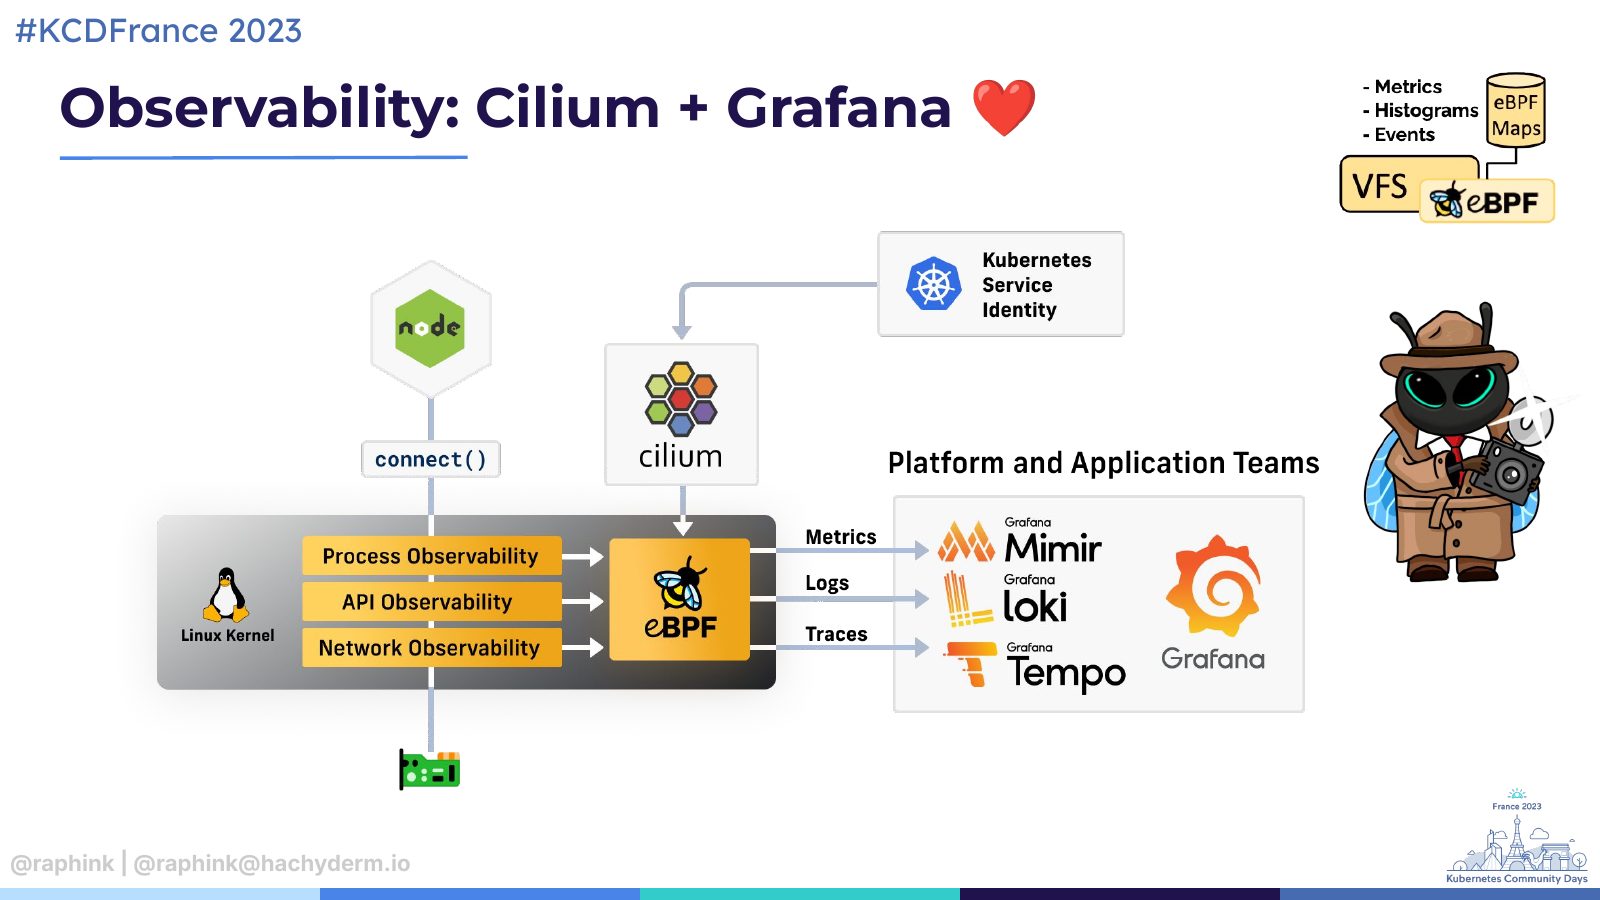 #KCDFrance 2023
Observability: Cilium + Grafana ❤️
- Metrics
- Histograms
- Events
eBPF
Maps
VFS
eBPF
Kubernetes
Service
Identity
node
cilium
connect()
Platform and Application Teams
Linux Kernel
Process Observability
API Observability
Network Observability
eBPF
Metrics
Logs
Traces
Grafana
Mimir
Grafana
loki
Grafana
Tempo
Grafana
France 2023
Kubernetes Community Days
@raphink | @raphink@hachyderm.io